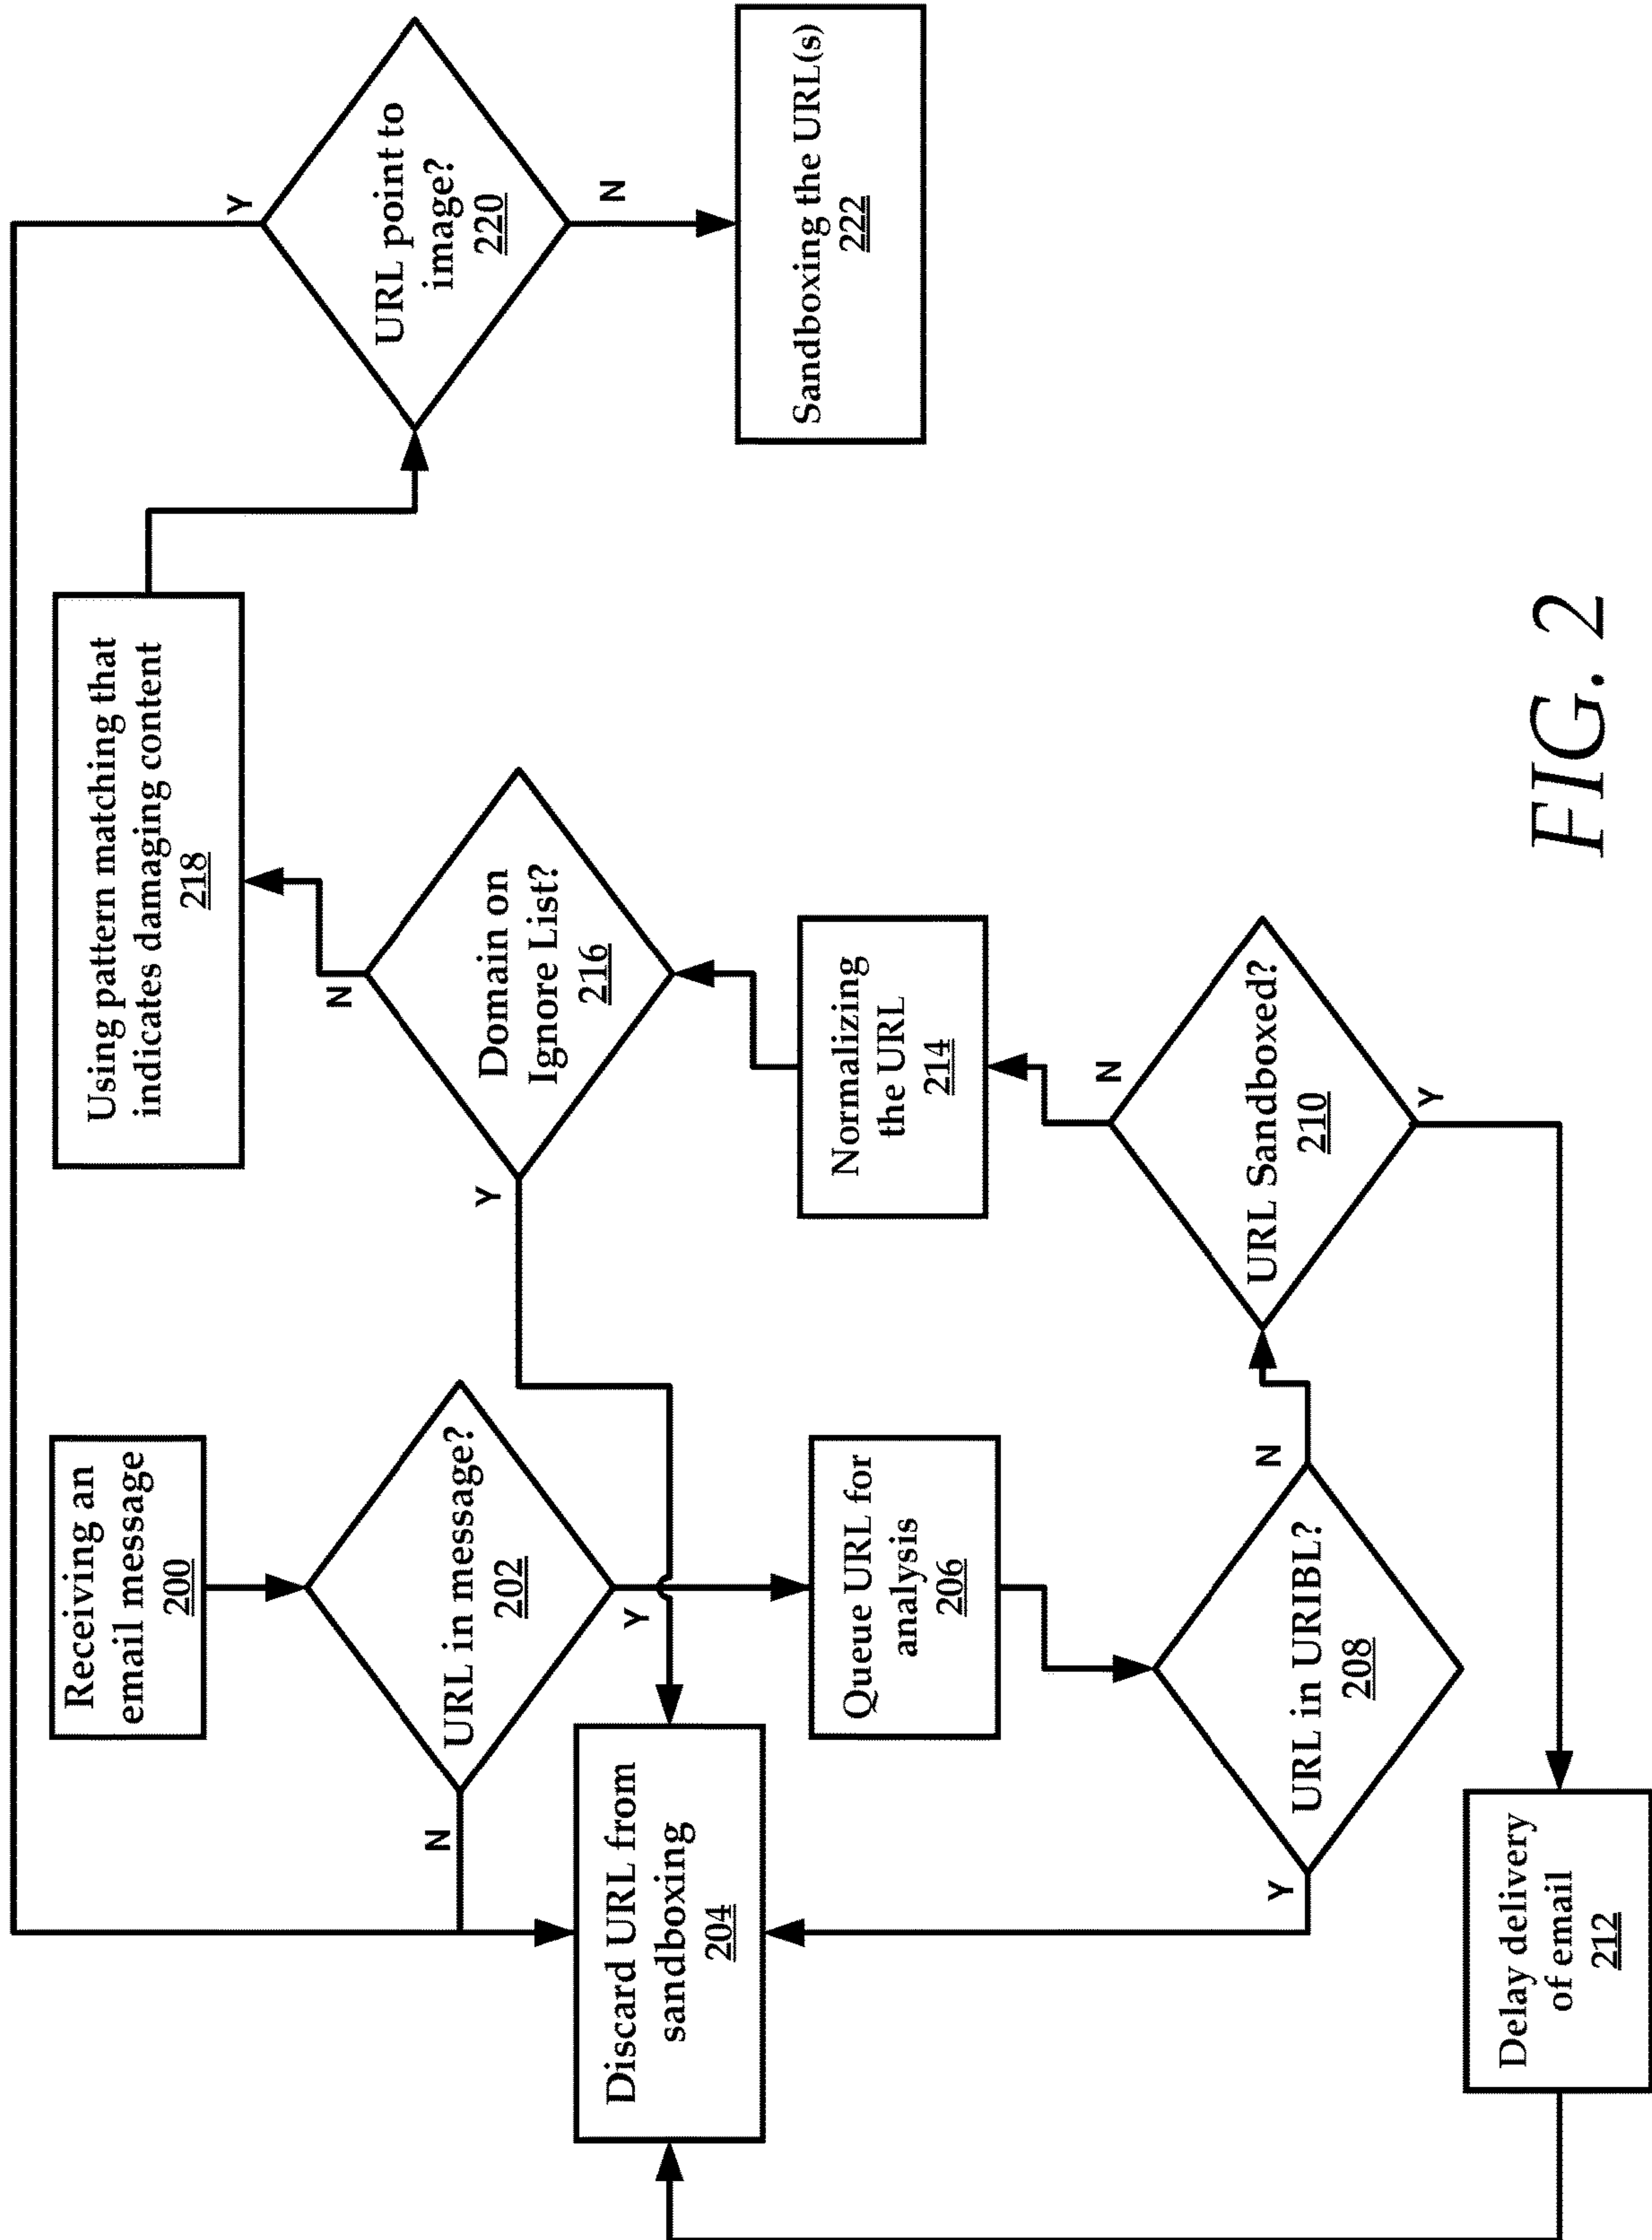 Receiving an
email message
200
URL in message?
202
N
Y
Discard URL from
sandboxing
204
Queue URL for
analysis
206
URL in URIBL?
208
Y
N
URL Sandboxed?
210
N
Y
Delay delivery
of email
212
Normalizing
the URL
214
Domain on
Ignore List?
216
Y
N
Using pattern matching that
indicates damaging content
218
URL point to
image?
220
Y
N
Sandboxing the URL(s)
222
FIG. 2